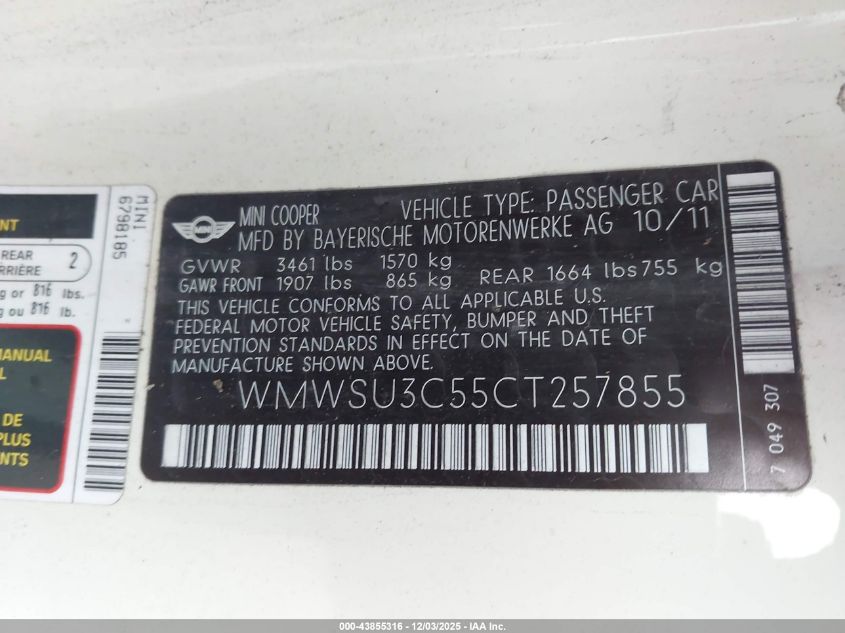 NT
REAR
RRIÈRE
2
g or 816 lbs.
g ou 816 lb.
MANUAL
L
DE
PLUS
NTS
MINI
6798185
MINI
MINI COOPER VEHICLE TYPE: PASSENGER CAR
MFD BY BAYERISCHE MOTORENWERKE AG 10/11
GVWR 3461 lbs 1570 kg
GAWR FRONT 1907 lbs 865 kg REAR 1664 lbs 755 kg
THIS VEHICLE CONFORMS TO ALL APPLICABLE U.S.
FEDERAL MOTOR VEHICLE SAFETY, BUMPER AND THEFT
PREVENTION STANDARDS IN EFFECT ON THE DATE OF
MANUFACTURE SHOWN ABOVE.
WMWSU3C55CT257855
7 049 307
000-43855316 - 12/03/2025 - IAA Inc.